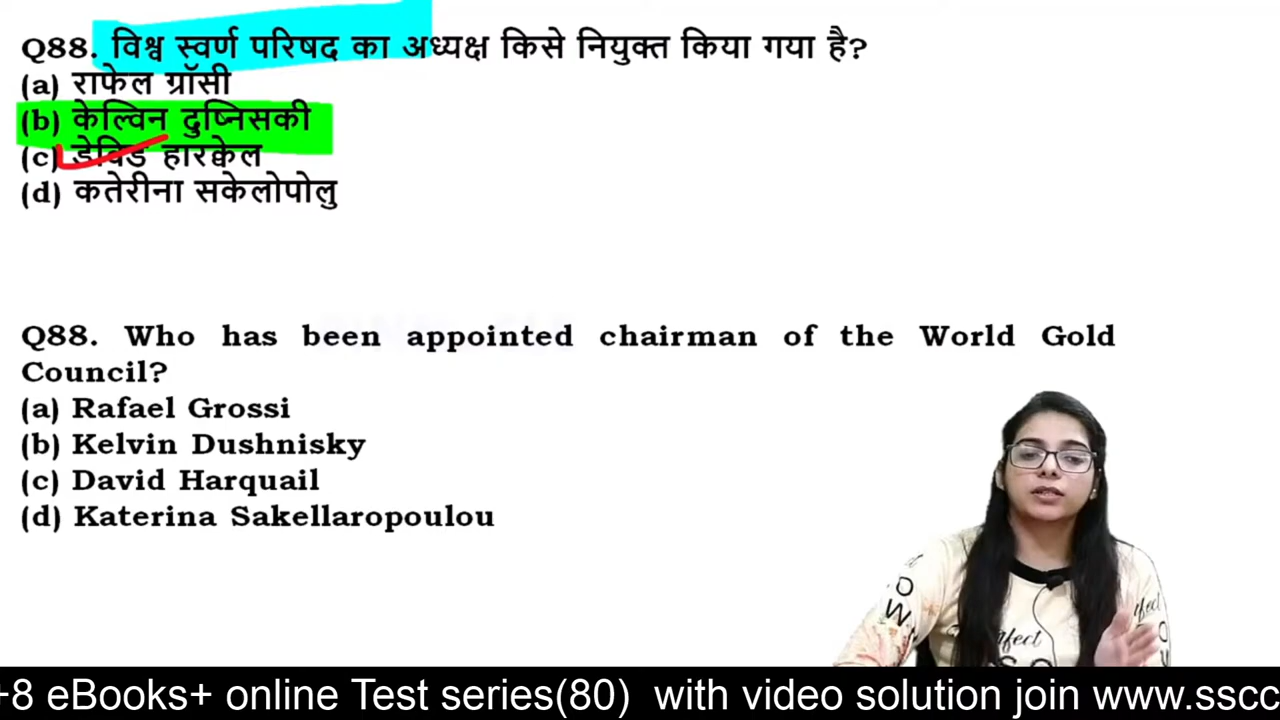 Q88. विश्व स्वर्ण परिषद का अध्यक्ष किसे नियुक्त किया गया है?
(a) राफेल ग्रॉसी
(b) केल्विन दुष्निसकी
(c) डेविड हारक्वेल
(d) कतेरीना सकेलोपोलु
Q88. Who has been appointed chairman of the World Gold
Council?
(a) Rafael Grossi
(b) Kelvin Dushnisky
(c) David Harquail
(d) Katerina Sakellaropoulou
+8 eBooks+ online Test series(80) with video solution join www.sscc